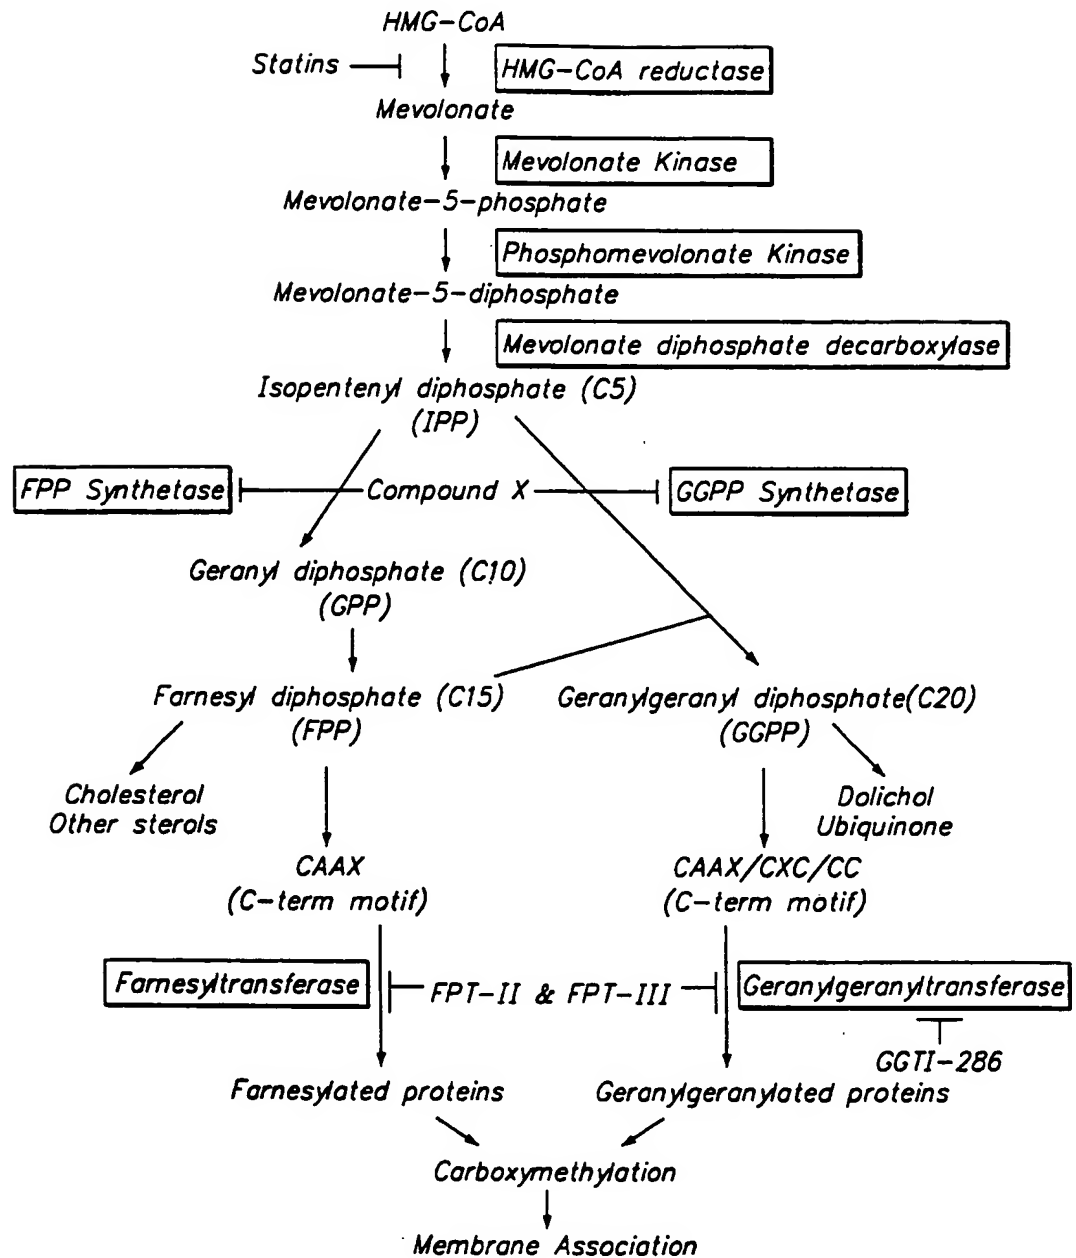 HMG-CoA
Statins
HMG-CoA reductase
Mevolonate
Mevolonate Kinase
Mevolonate-5-phosphate
Phosphomevolonate Kinase
Mevolonate-5-diphosphate
Mevolonate diphosphate decarboxylase
Isopentenyl diphosphate (C5)
(IPP)
FPP Synthetase
Compound X
GGPP Synthetase
Geranyl diphosphate (C10)
(GPP)
Farnesyl diphosphate (C15)
(FPP)
Geranylgeranyl diphosphate(C20)
(GGPP)
Cholesterol
Other sterols
Dolichol
Ubiquinone
CAAX
(C-term motif)
CAAX/CXC/CC
(C-term motif)
Farnesyltransferase
FPT-II & FPT-III
Geranylgeranyltransferase
GGTI-286
Farnesylated proteins
Geranylgeranylated proteins
Carboxymethylation
Membrane Association